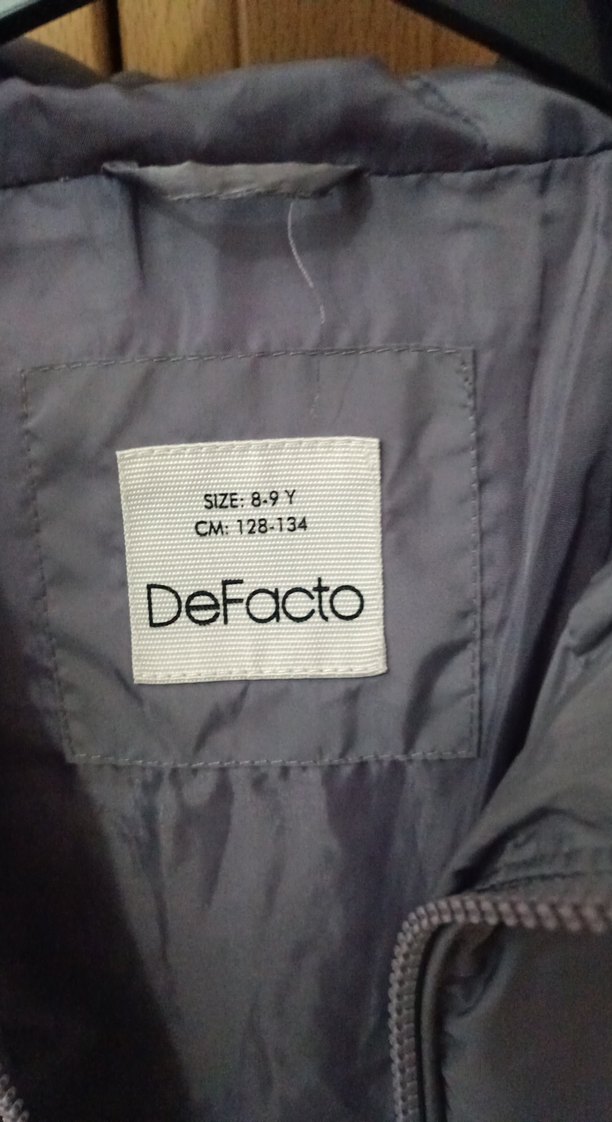 SIZE: 8-9 Y
CM: 128-134
DeFacto